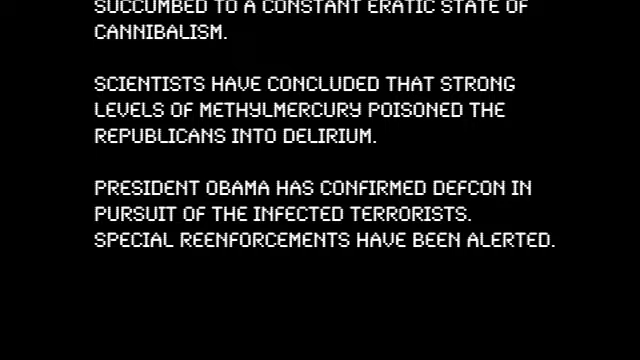 SUCCUMBED TO A CONSTANT ERATIC STATE OF
CANNIBALISM.
SCIENTISTS HAVE CONCLUDED THAT STRONG
LEVELS OF METHYLMERCURY POISONED THE
REPUBLICANS INTO DELIRIUM.
PRESIDENT OBAMA HAS CONFIRMED DEFCON IN
PURSUIT OF THE INFECTED TERRORISTS.
SPECIAL REENFORCEMENTS HAVE BEEN ALERTED.